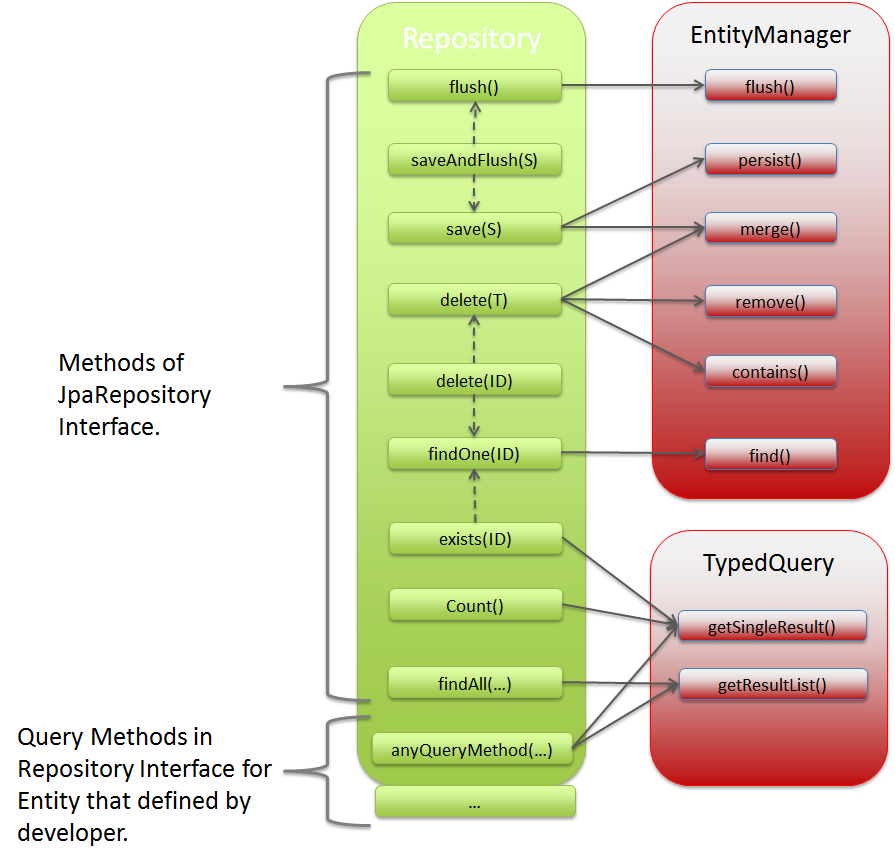 Repository
EntityManager
flush()
flush()
saveAndFlush(S)
persist()
save(S)
merge()
delete(T)
remove()
Methods of
JpaRepository
Interface.
delete(ID)
contains()
findOne(ID)
find()
exists(ID)
TypedQuery
Count()
getSingleResult()
findAll(...)
getResultList()
Query Methods in
Repository Interface for
Entity that defined by
developer.
anyQueryMethod(...)
...